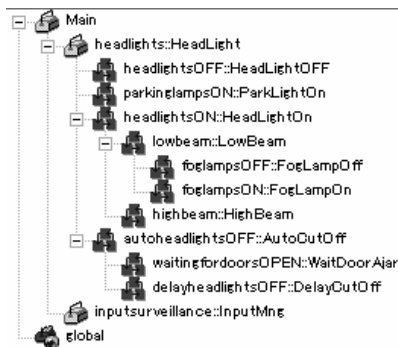 Main
headlights::HeadLight
headlightsOFF::HeadLightOFF
parkinglampsON::ParkLightOn
headlightsON::HeadLightOn
lowbeam::LowBeam
foglampsOFF::FogLampOff
foglampsON::FogLampOn
highbeam::HighBeam
autoheadlightsOFF::AutoCutOff
waitingfordoorsOPEN::WaitDoorAjar
delayheadlightsOFF::DelayCutOff
inputsurveillance::InputMng
global